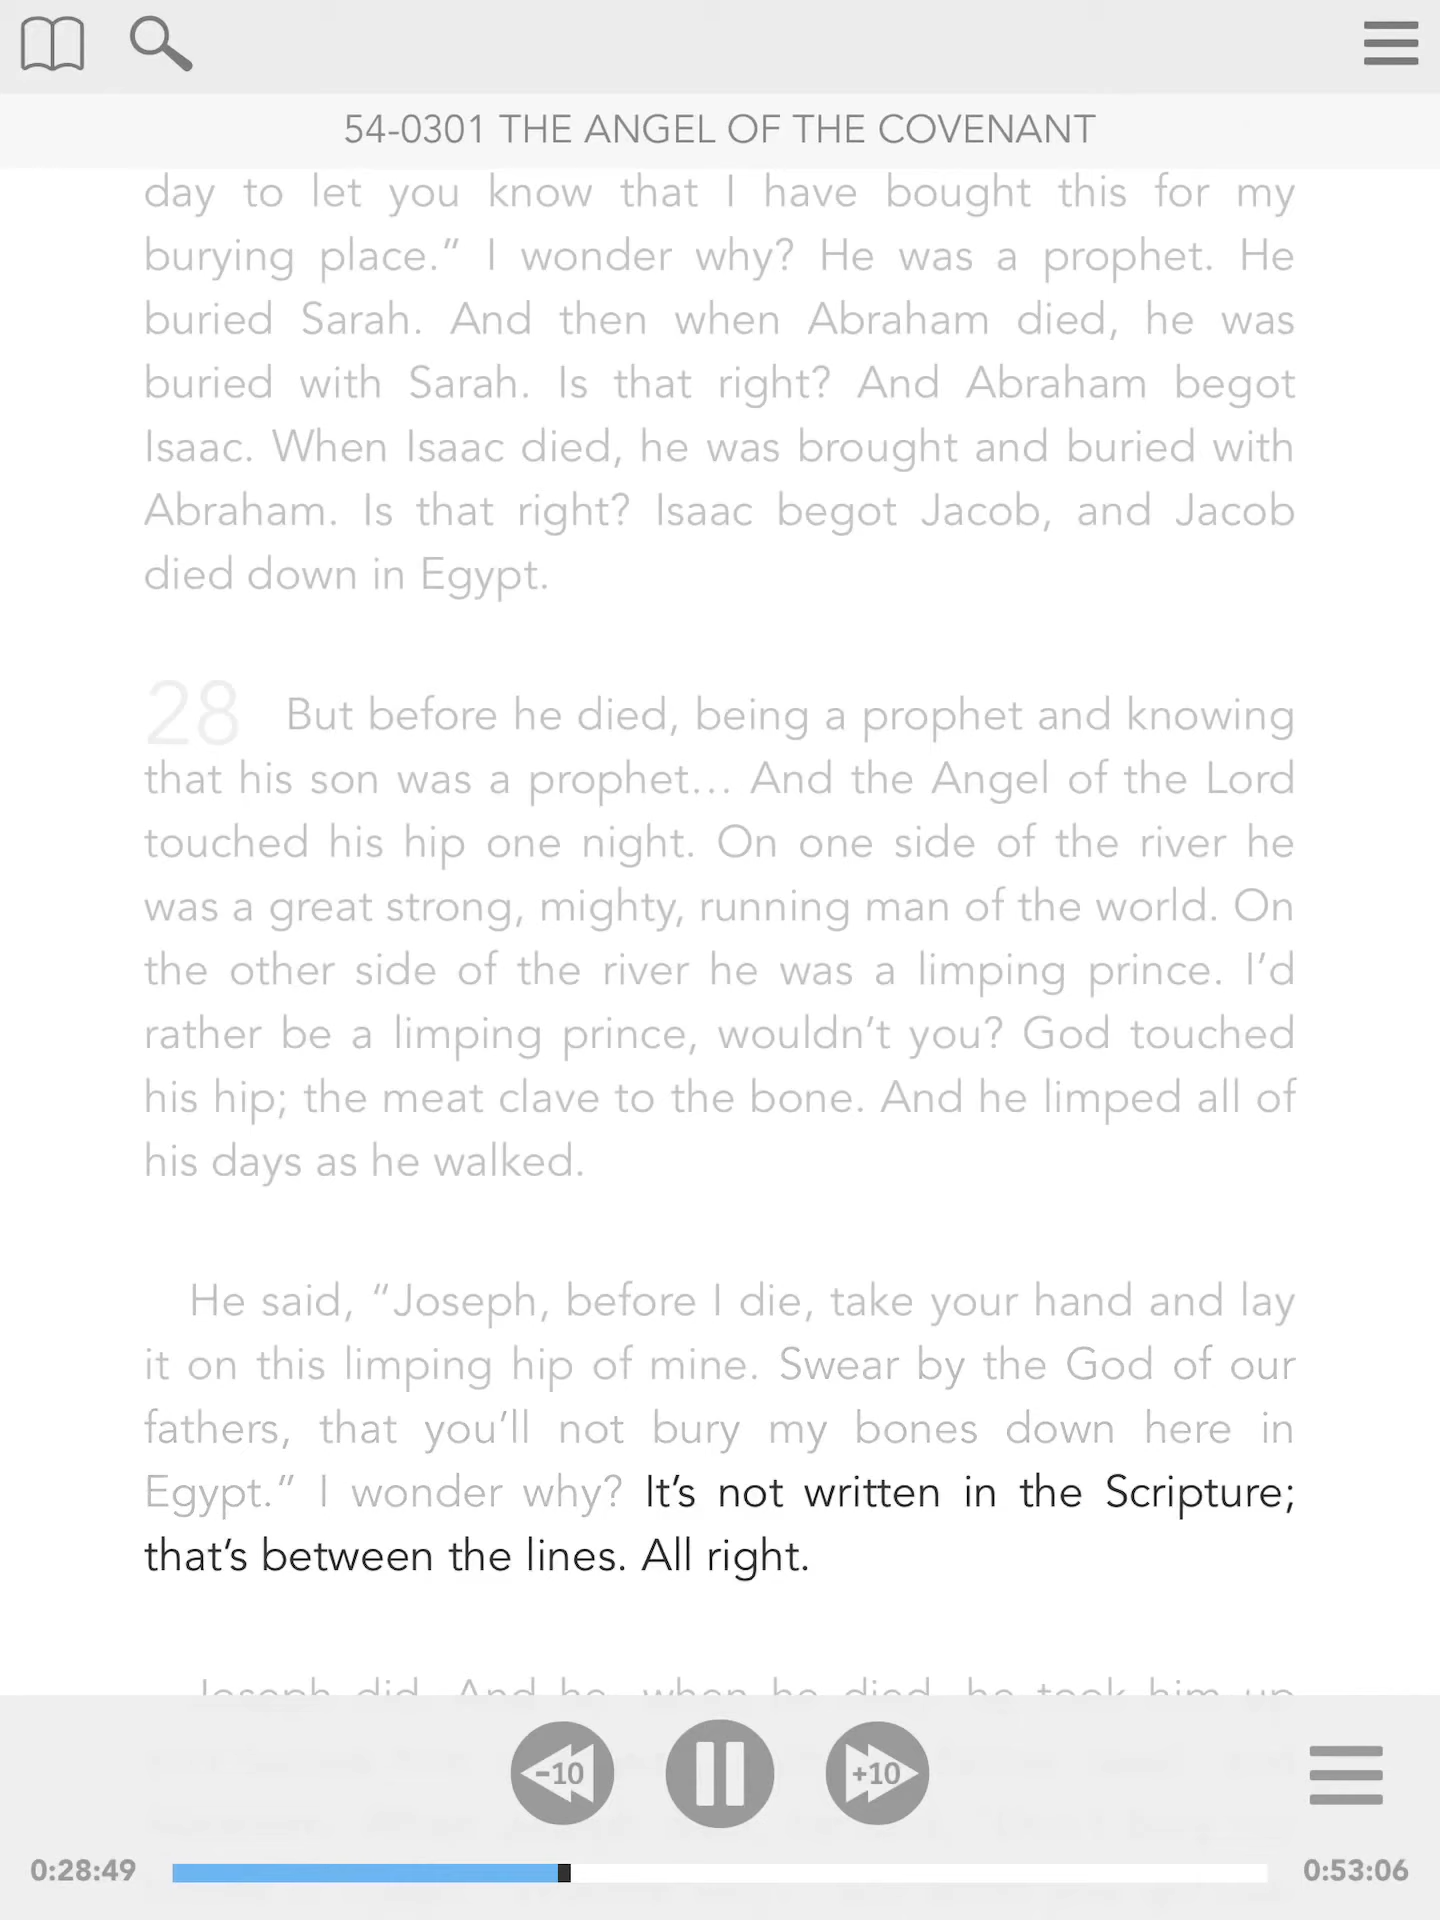 54-0301 THE ANGEL OF THE COVENANT
day to let you know that I have bought this for my
burying place.” I wonder why? He was a prophet. He
buried Sarah. And then when Abraham died, he was
buried with Sarah. Is that right? And Abraham begot
Isaac. When Isaac died, he was brought and buried with
Abraham. Is that right? Isaac begot Jacob, and Jacob
died down in Egypt.
28 But before he died, being a prophet and knowing
that his son was a prophet… And the Angel of the Lord
touched his hip one night. On one side of the river he
was a great strong, mighty, running man of the world. On
the other side of the river he was a limping prince. I’d
rather be a limping prince, wouldn’t you? God touched
his hip; the meat clave to the bone. And he limped all of
his days as he walked.
He said, “Joseph, before I die, take your hand and lay
it on this limping hip of mine. Swear by the God of our
fathers, that you’ll not bury my bones down here in
Egypt.” I wonder why? It’s not written in the Scripture;
that’s between the lines. All right.
Joseph did. And he, when he died, he took him up
-10 +10
0:28:49 0:53:06